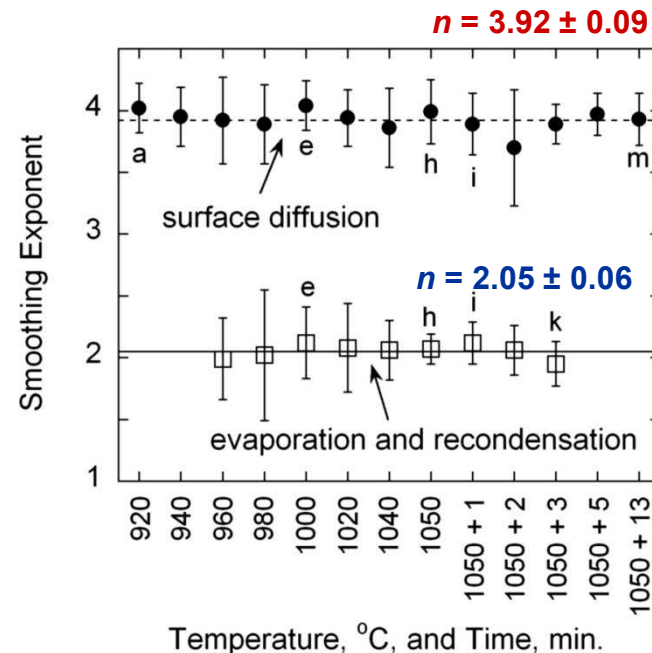 n = 3.92 ± 0.09
4
a
e
h
i
m
surface diffusion
3
n = 2.05 ± 0.06
e
h
i
k
2
evaporation and recondensation
1
Smoothing Exponent
920
940
960
980
1000
1020
1040
1050
1050 + 1
1050 + 2
1050 + 3
1050 + 5
1050 + 13
Temperature, °C, and Time, min.